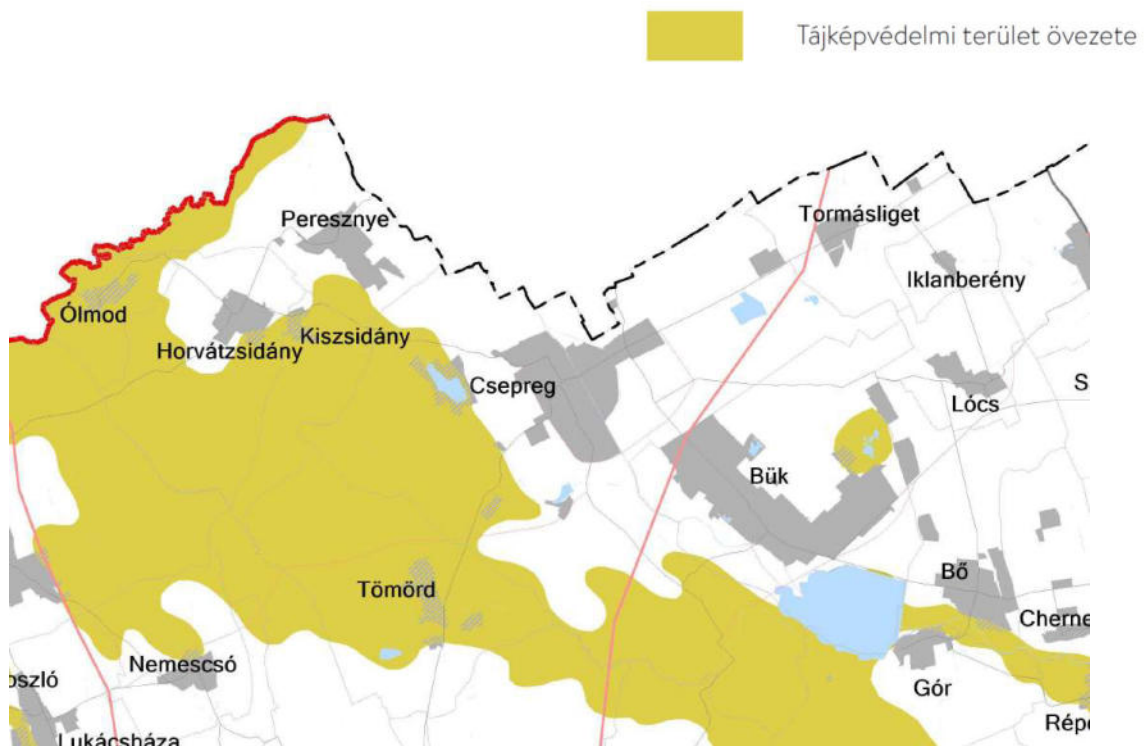 Tájképvédelmi terület övezete
Peresznye
Tormásliget
Iklanberény
Ólmod
Horvátzsidány
Kiszsidány
Csepreg
Lócs
S
Bük
Tömörd
Bő
Cherne
Nemescsó
Gór
oszló
Répc
Lukácsháza